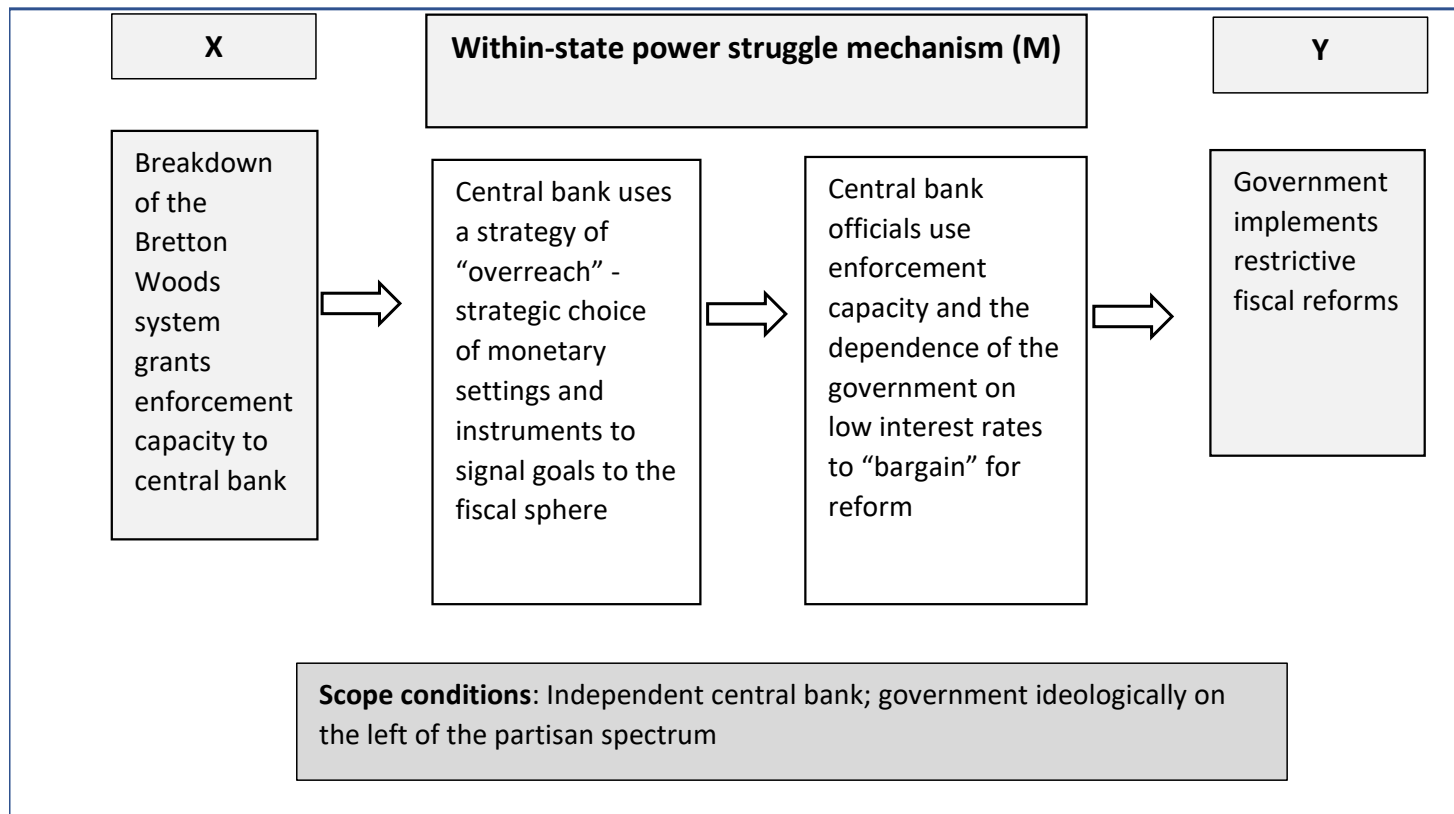 X
Within-state power struggle mechanism (M)
Y
Breakdown
of the
Bretton
Woods
system
grants
enforcement
capacity to
central bank
Central bank uses
a strategy of
“overreach” -
strategic choice
of monetary
settings and
instruments to
signal goals to the
fiscal sphere
Central bank
officials use
enforcement
capacity and the
dependence of the
government on
low interest rates
to “bargain” for
reform
Government
implements
restrictive
fiscal reforms
Scope conditions: Independent central bank; government ideologically on
the left of the partisan spectrum